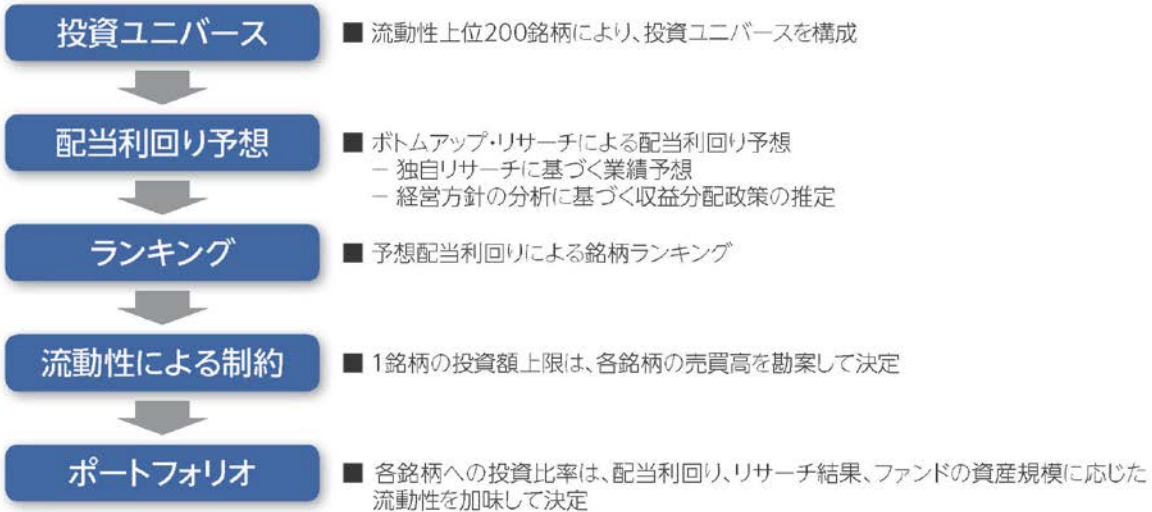 投資ユニバース
■ 流動性上位200銘柄により、投資ユニバースを構成
配当利回り予想
■ ボトムアップ・リサーチによる配当利回り予想
－ 独自リサーチに基づく業績予想
－ 経営方針の分析に基づく収益分配政策の推定
ランキング
■ 予想配当利回りによる銘柄ランキング
流動性による制約
■ 1銘柄の投資額上限は、各銘柄の売買高を勘案して決定
ポートフォリオ
■ 各銘柄への投資比率は、配当利回り、リサーチ結果、ファンドの資産規模に応じた
流動性を加味して決定